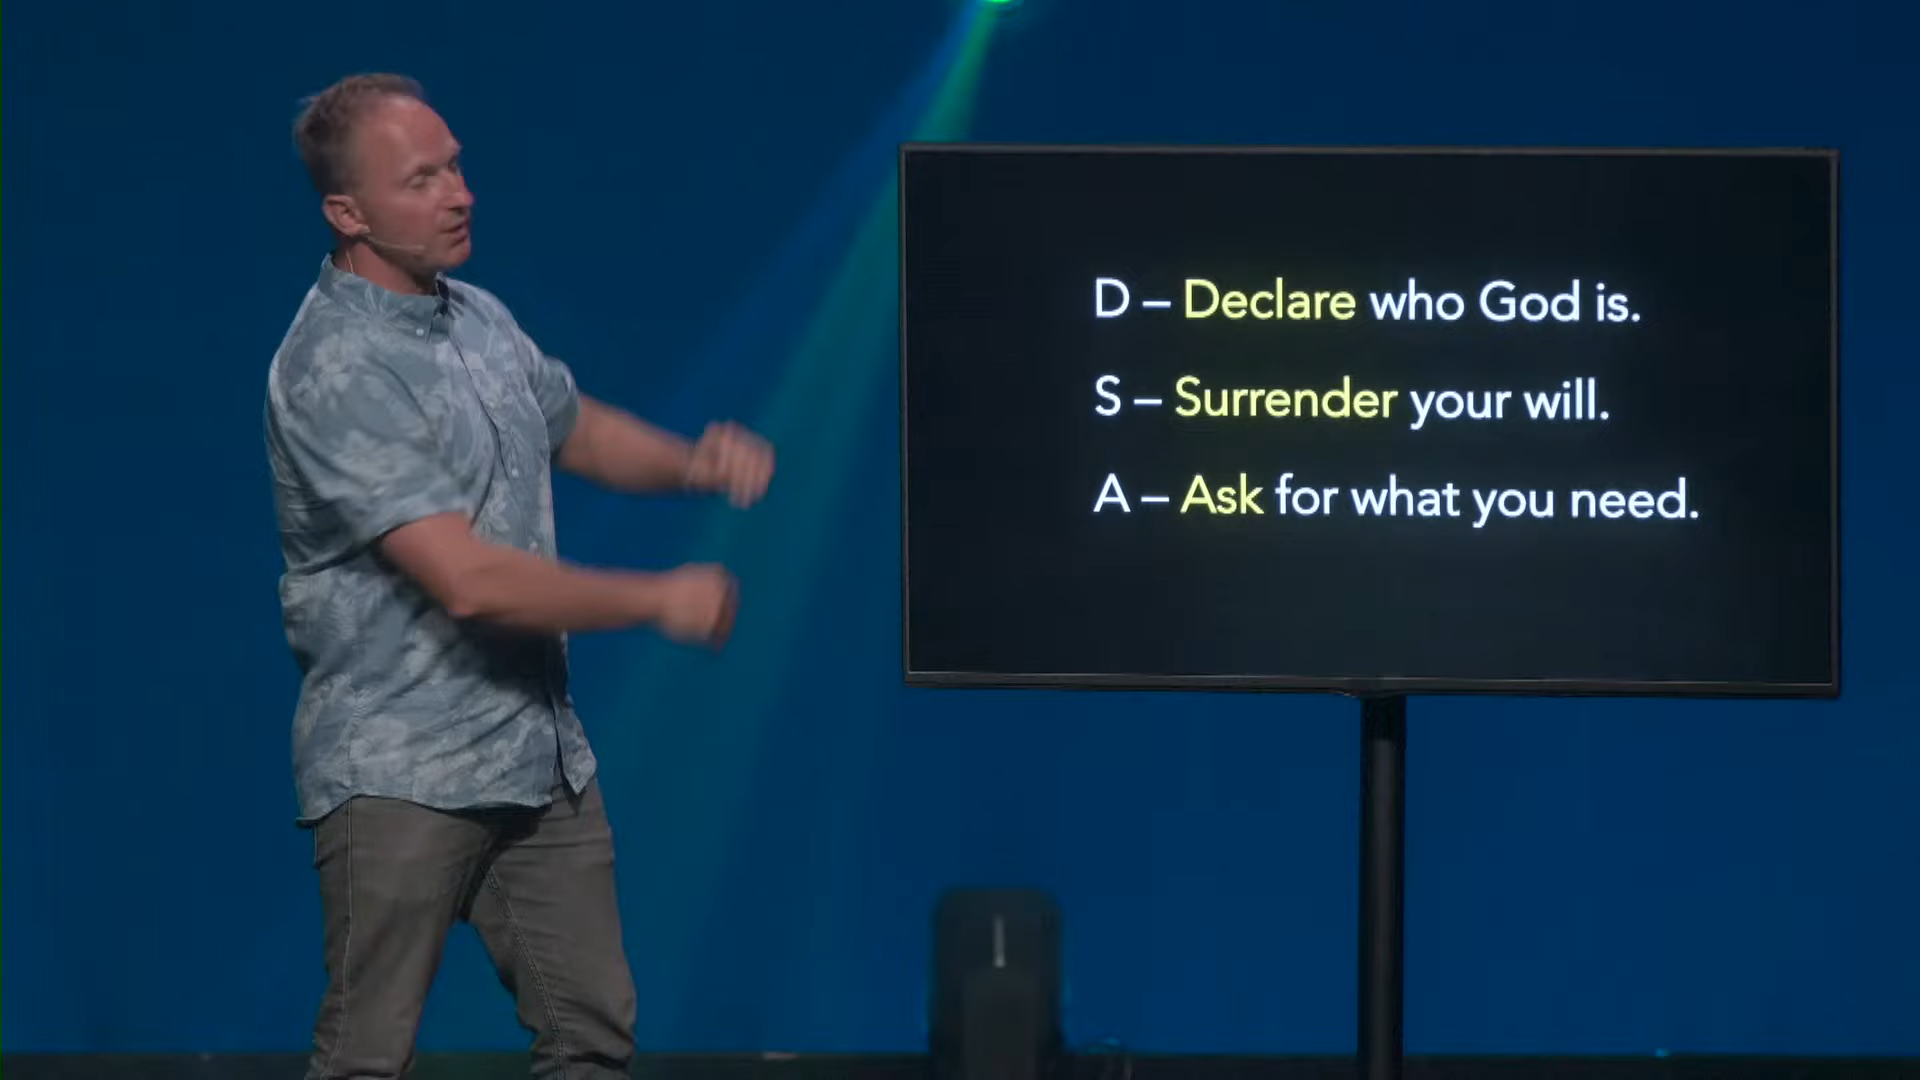 D – Declare who God is.
S – Surrender your will.
A – Ask for what you need.